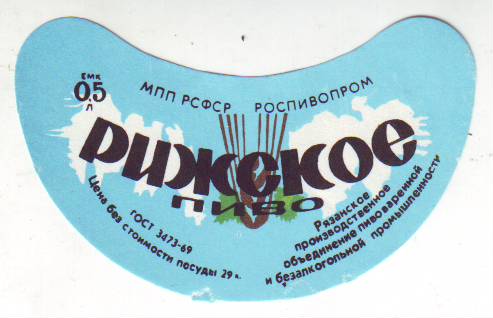 МПП РСФСР РОСПИВОПРОМ
ЕМК
0,5
Л
РИЖСКОЕ
ПИВО
ГОСТ 3473-69
Цена без стоимости посуды 29 к.
Рязанское
производственное
объединение пивоваренной
и безалкогольной промышленности